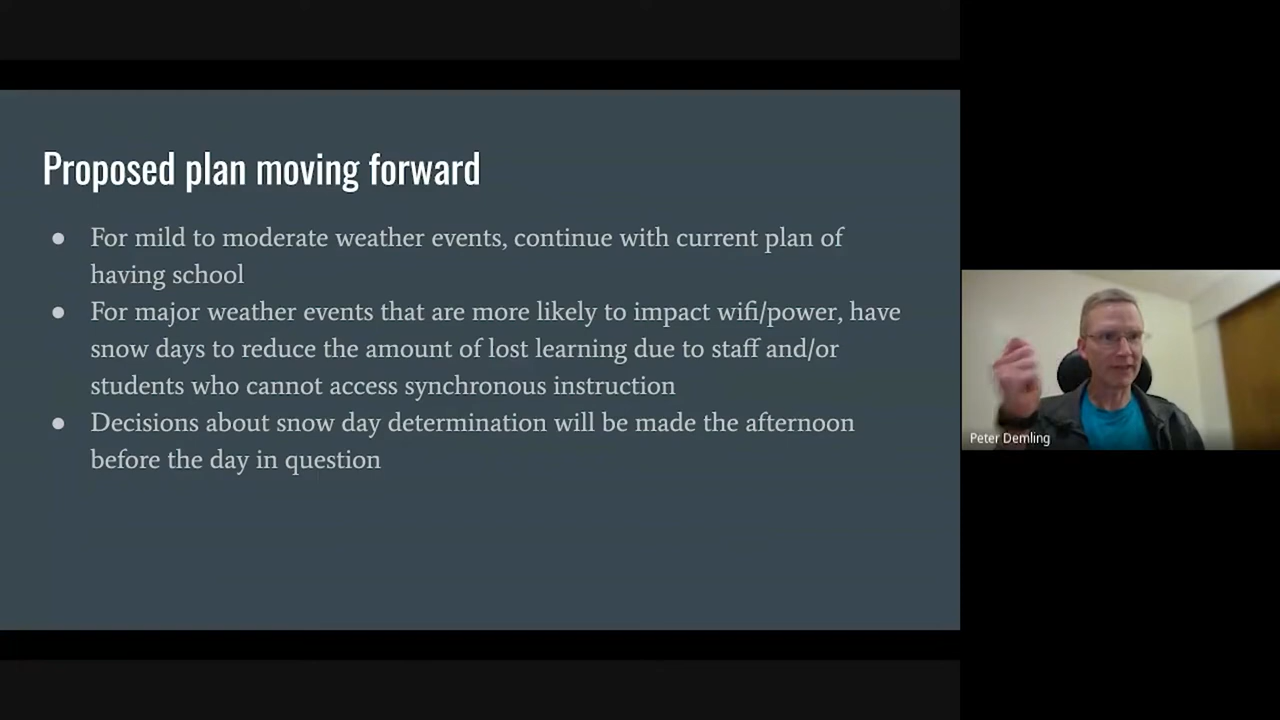 Proposed plan moving forward
● For mild to moderate weather events, continue with current plan of
having school
● For major weather events that are more likely to impact wifi/power, have
snow days to reduce the amount of lost learning due to staff and/or
students who cannot access synchronous instruction
● Decisions about snow day determination will be made the afternoon
before the day in question
Peter Demling